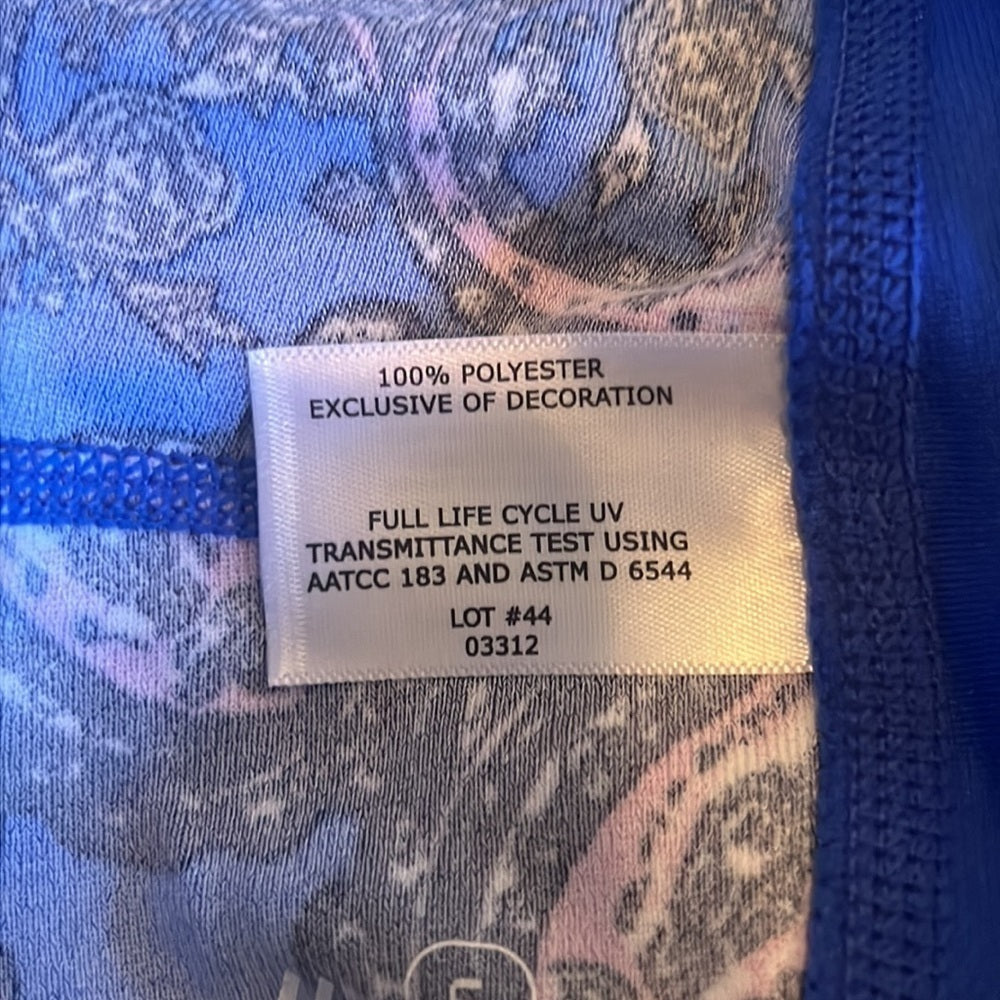 100% POLYESTER
EXCLUSIVE OF DECORATION
FULL LIFE CYCLE UV
TRANSMITTANCE TEST USING
AATCC 183 AND ASTM D 6544
LOT #44
03312